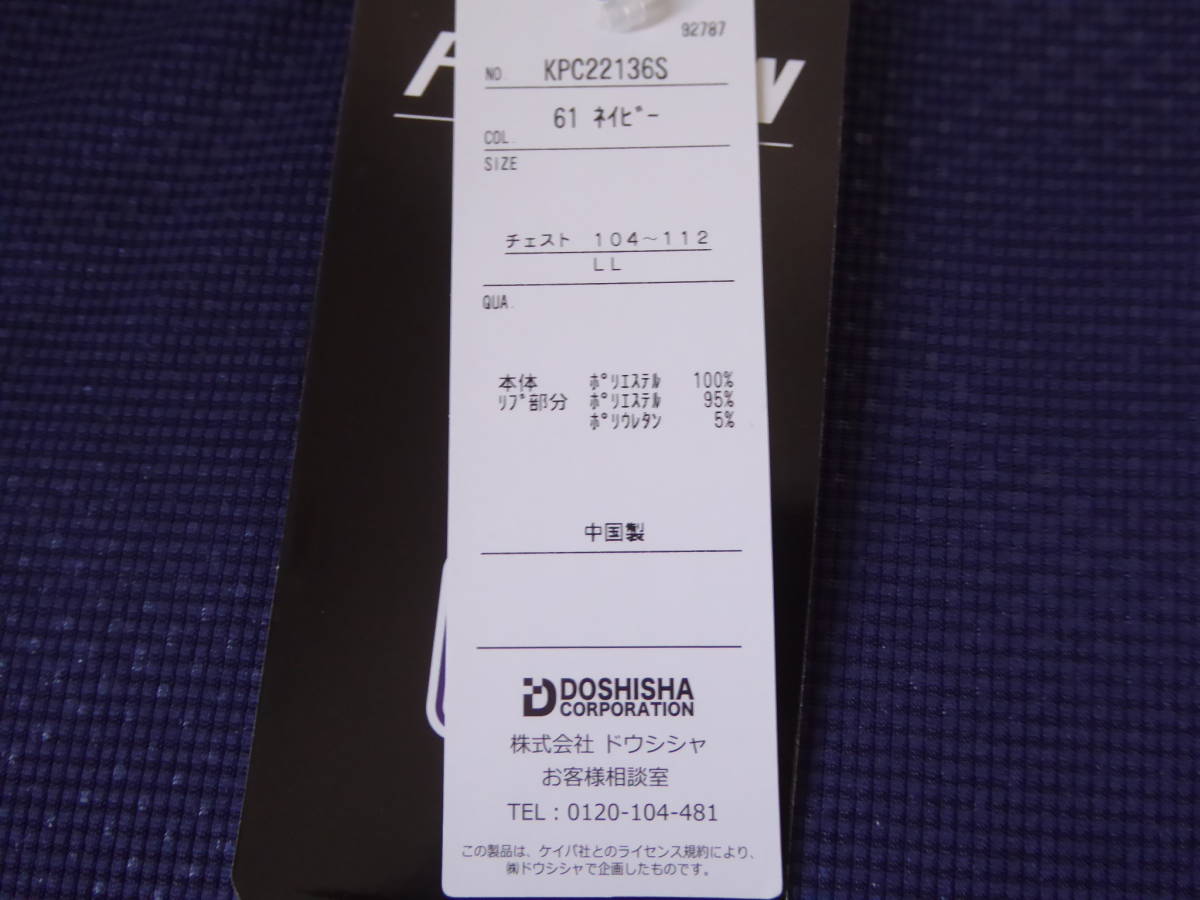 92787
NO. KPC22136S
61 ﾈｲﾋﾞｰ
COL.
SIZE
チェスト 104～112
LL
QUA.
本体 ﾎﾟﾘｴｽﾃﾙ 100%
ﾘﾌﾞ部分 ﾎﾟﾘｴｽﾃﾙ 95%
ﾎﾟﾘｳﾚﾀﾝ 5%
中国製
DOSHISHA
CORPORATION
株式会社 ドウシシャ
お客様相談室
TEL : 0120-104-481
この製品は、ケイパ社とのライセンス規約により、
㈱ドウシシャで企画したものです。